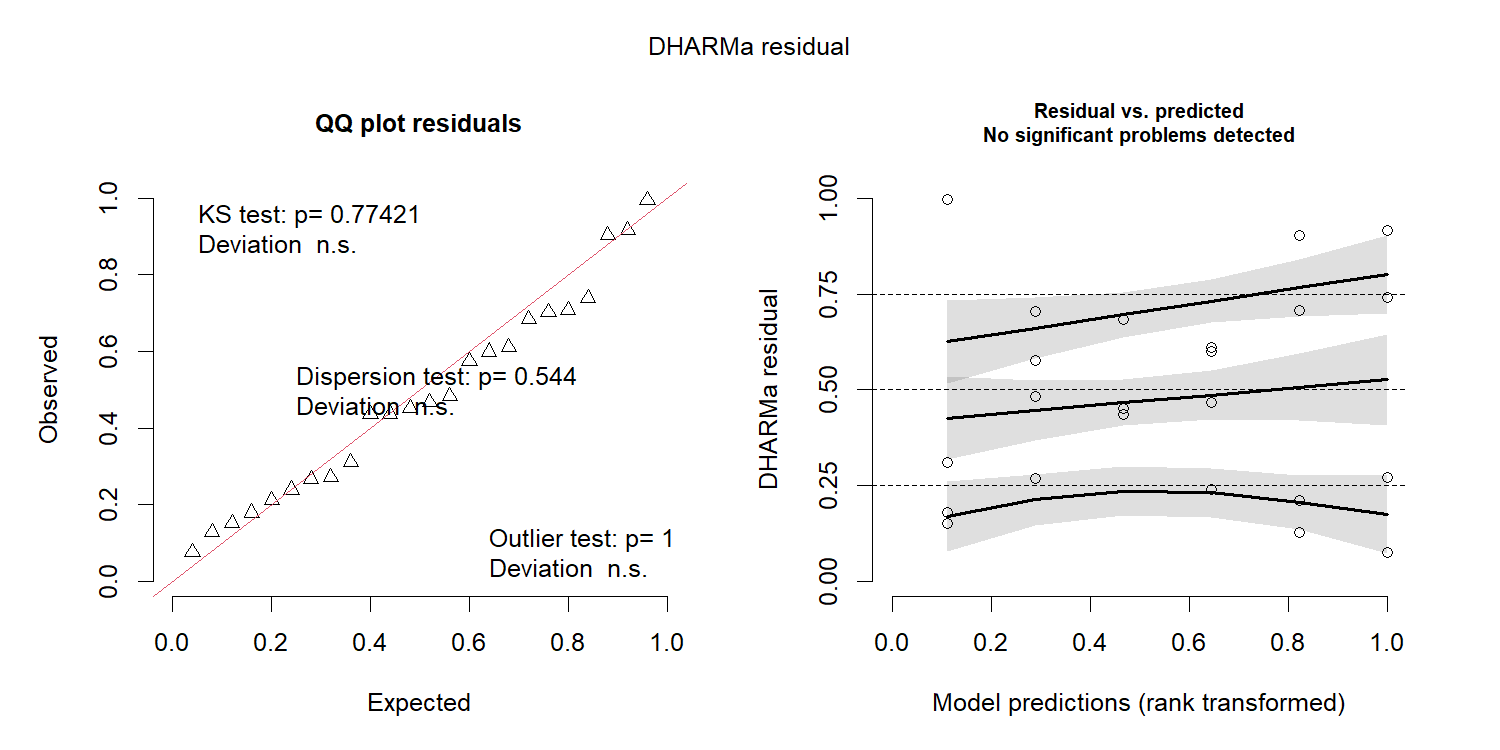 DHARMa residual
QQ plot residuals
KS test: p= 0.77421
Deviation  n.s.
Dispersion test: p= 0.544
Deviation  n.s.
Outlier test: p= 1
Deviation  n.s.
Observed
0.0 0.2 0.4 0.6 0.8 1.0
0.0 0.2 0.4 0.6 0.8 1.0
Expected
Residual vs. predicted
No significant problems detected
DHARMa residual
0.00 0.25 0.50 0.75 1.00
0.0 0.2 0.4 0.6 0.8 1.0
Model predictions (rank transformed)